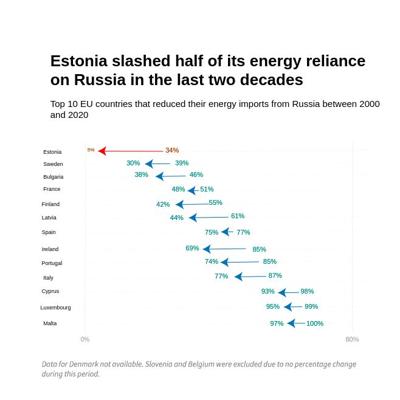 Estonia slashed half of its energy reliance
on Russia in the last two decades
Top 10 EU countries that reduced their energy imports from Russia between 2000
and 2020
Estonia 34%
Sweden 30% 39%
Bulgaria 38% 46%
France 48% 51%
Finland 42% 55%
Latvia 44% 61%
Spain 75% 77%
Ireland 69% 85%
Portugal 74% 85%
Italy 77% 87%
Cyprus 93% 98%
Luxembourg 95% 99%
Malta 97% 100%
0% 80%
Data for Denmark not available. Slovenia and Belgium were excluded due to no percentage change
during this period.